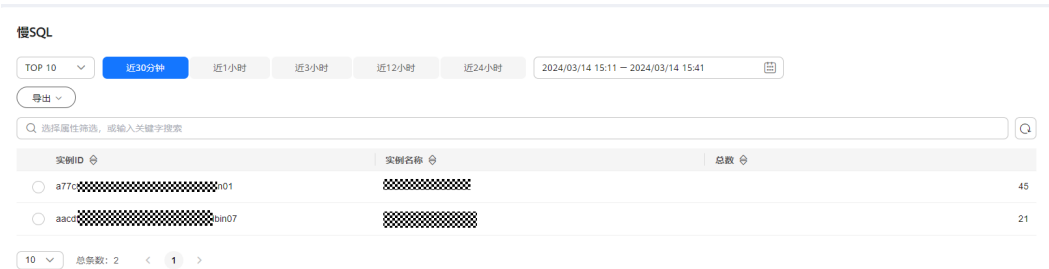 慢SQL
TOP 10 近30分钟 近1小时 近3小时 近12小时 近24小时 2024/03/14 15:11 — 2024/03/14 15:41
导出
选择属性筛选，或输入关键字搜索
实例ID 实例名称 总数
a77c n01 45
aacd bin07 21
10 总条数：2 < 1 >